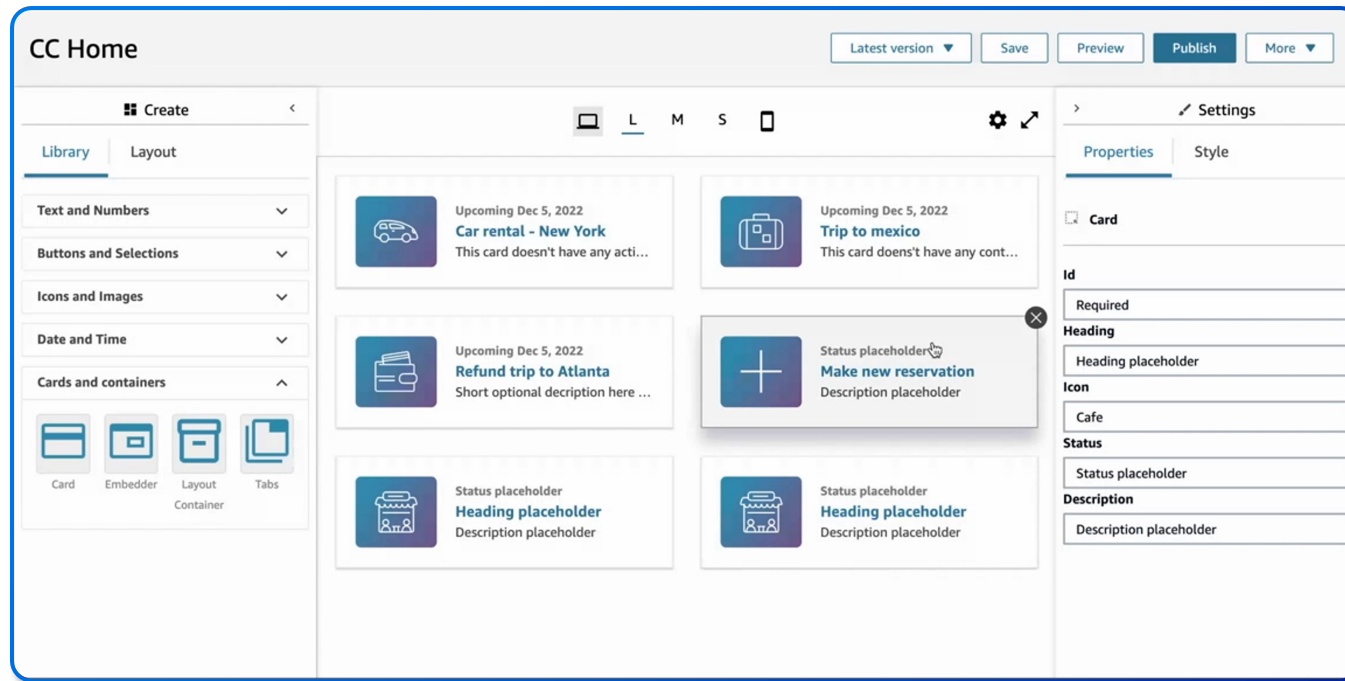 CC Home
Latest version
Save
Preview
Publish
More
Create
Library
Layout
Text and Numbers
Buttons and Selections
Icons and Images
Date and Time
Cards and containers
Card
Embedder
Layout
Container
Tabs
L
M
S
Upcoming Dec 5, 2022
Car rental - New York
This card doesn't have any acti...
Upcoming Dec 5, 2022
Trip to mexico
This card doens't have any cont...
Upcoming Dec 5, 2022
Refund trip to Atlanta
Short optional decription here ...
Status placeholder
Make new reservation
Description placeholder
Status placeholder
Heading placeholder
Description placeholder
Status placeholder
Heading placeholder
Description placeholder
Settings
Properties
Style
Card
Id
Required
Heading
Heading placeholder
Icon
Cafe
Status
Status placeholder
Description
Description placeholder